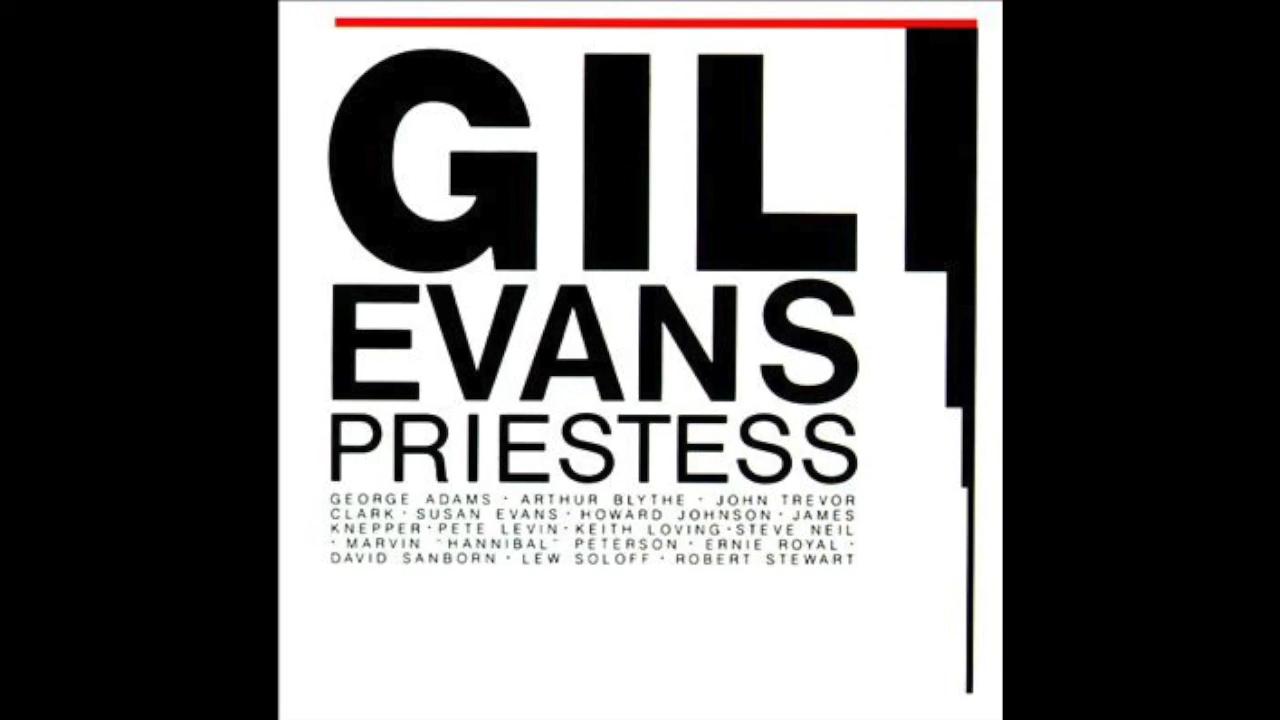 GIL
EVANS
PRIESTESS
GEORGE ADAMS · ARTHUR BLYTHE · JOHN TREVOR
CLARK · SUSAN EVANS · HOWARD JOHNSON · JAMES
KNEPPER · PETE LEVIN · KEITH LOVING · STEVE NEIL
· MARVIN "HANNIBAL" PETERSON · ERNIE ROYAL ·
DAVID SANBORN · LEW SOLOFF · ROBERT STEWART